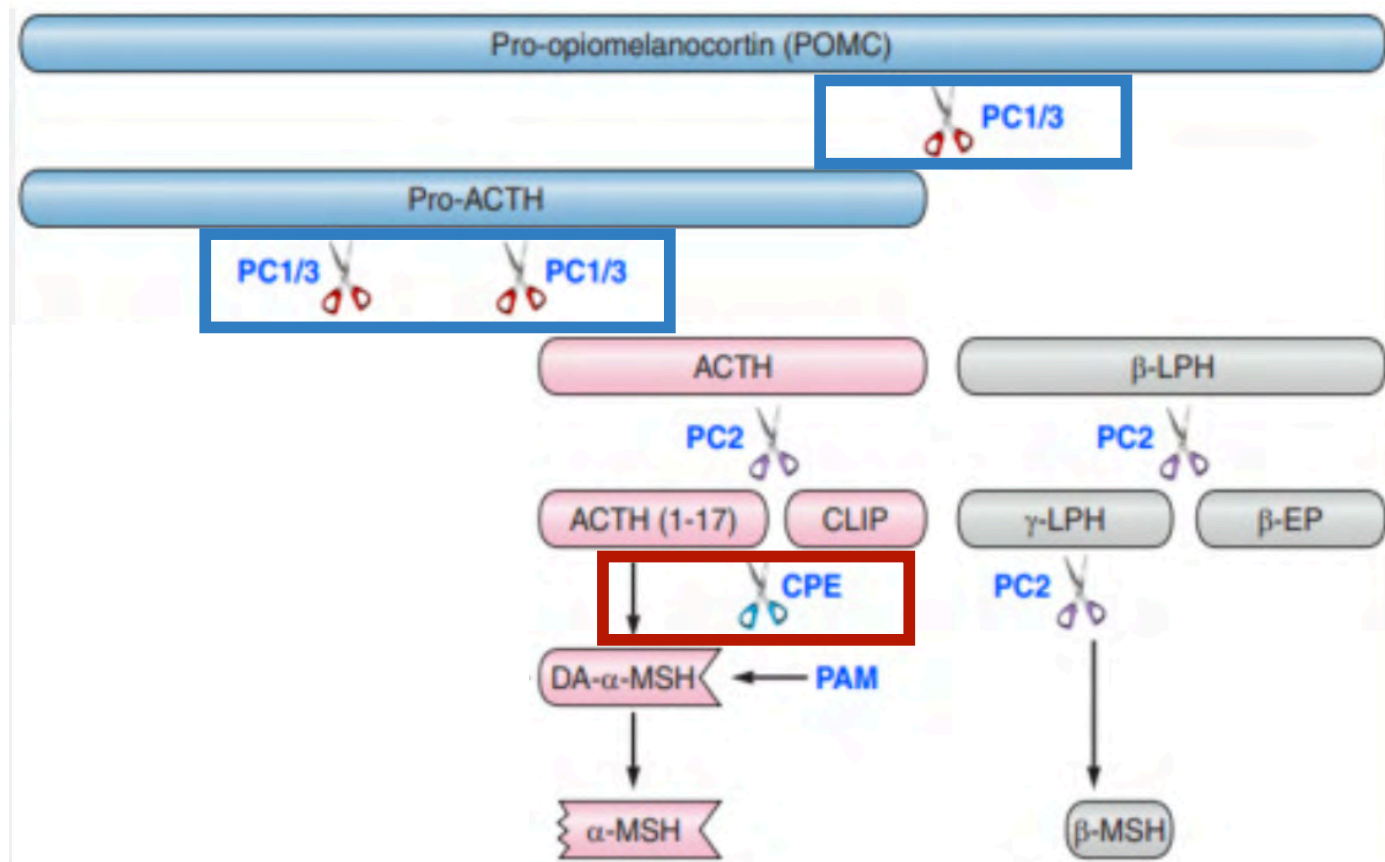 Pro-opiomelanocortin (POMC)
PC1/3
Pro-ACTH
PC1/3 PC1/3
ACTH β-LPH
PC2 PC2
ACTH (1-17) CLIP γ-LPH β-EP
CPE PC2
DA-α-MSH PAM
α-MSH β-MSH